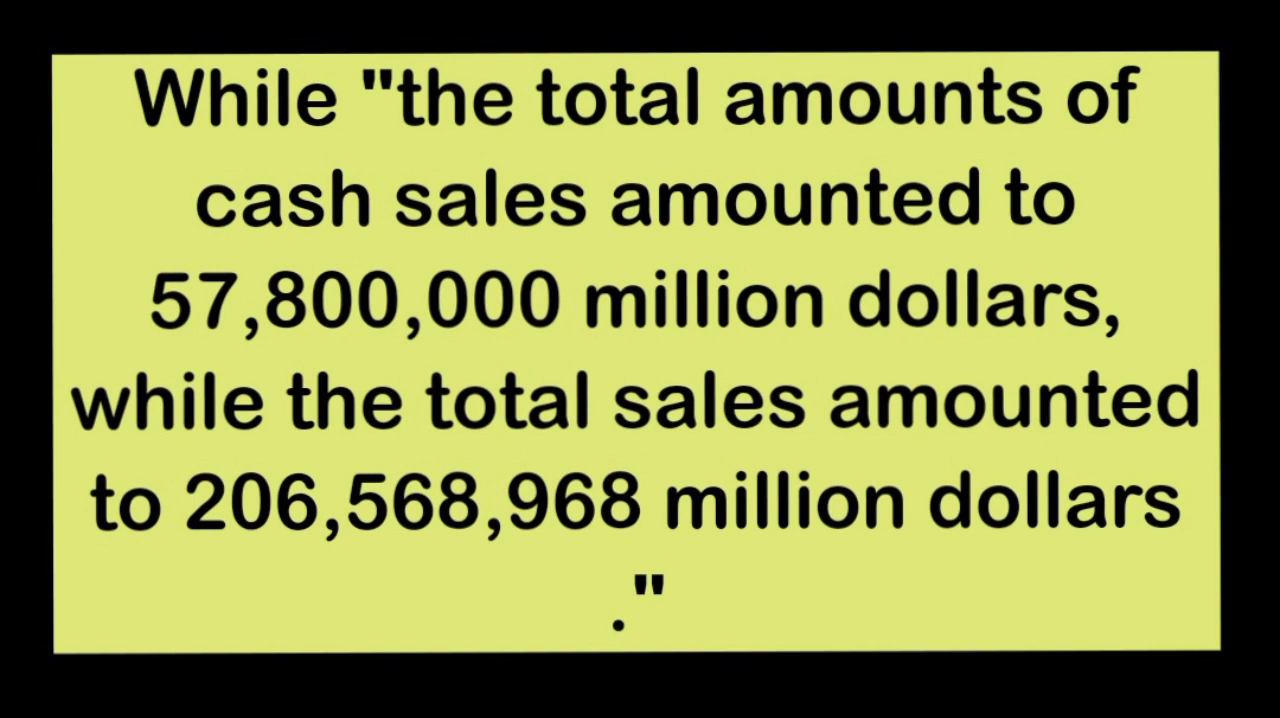 While "the total amounts of
cash sales amounted to
57,800,000 million dollars,
while the total sales amounted
to 206,568,968 million dollars
."